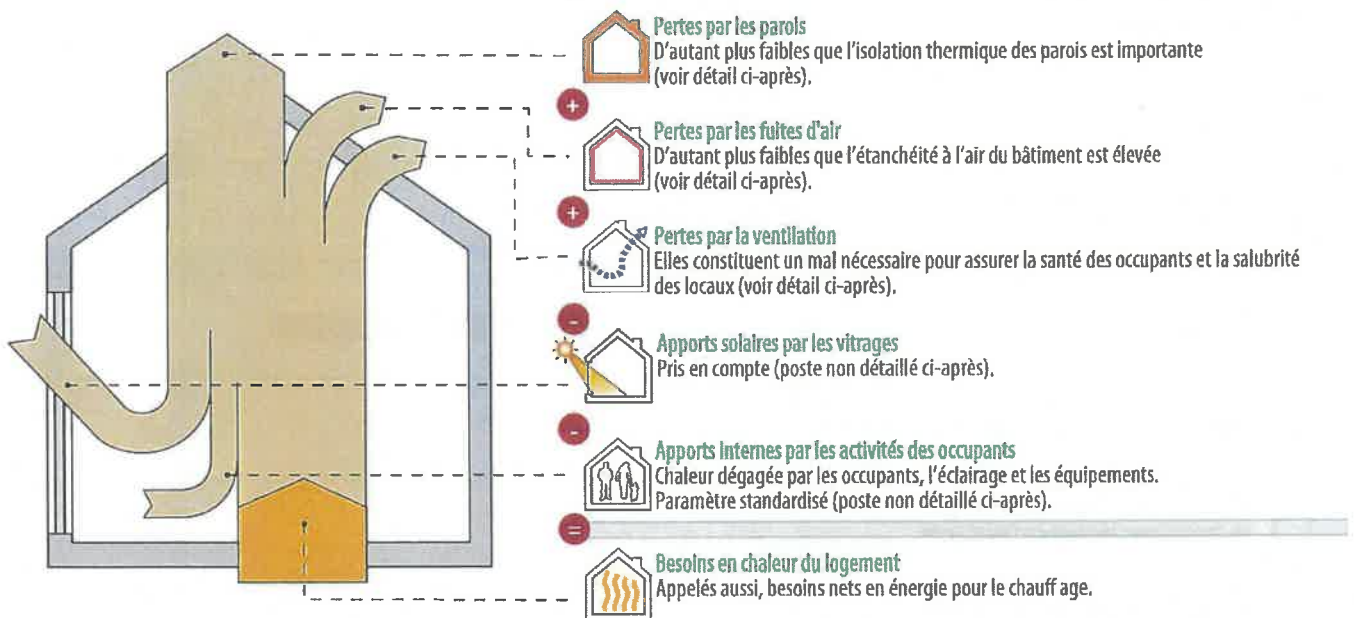 Pertes par les parois
D'autant plus faibles que l'isolation thermique des parois est importante
(voir détail ci-après).
+
Pertes par les fuites d'air
D'autant plus faibles que l'étanchéité à l'air du bâtiment est élevée
(voir détail ci-après).
+
Pertes par la ventilation
Elles constituent un mal nécessaire pour assurer la santé des occupants et la salubrité
des locaux (voir détail ci-après).
-
Apports solaires par les vitrages
Pris en compte (poste non détaillé ci-après).
-
Apports internes par les activités des occupants
Chaleur dégagée par les occupants, l'éclairage et les équipements.
Paramètre standardisé (poste non détaillé ci-après).
=
Besoins en chaleur du logement
Appelés aussi, besoins nets en énergie pour le chauff age.